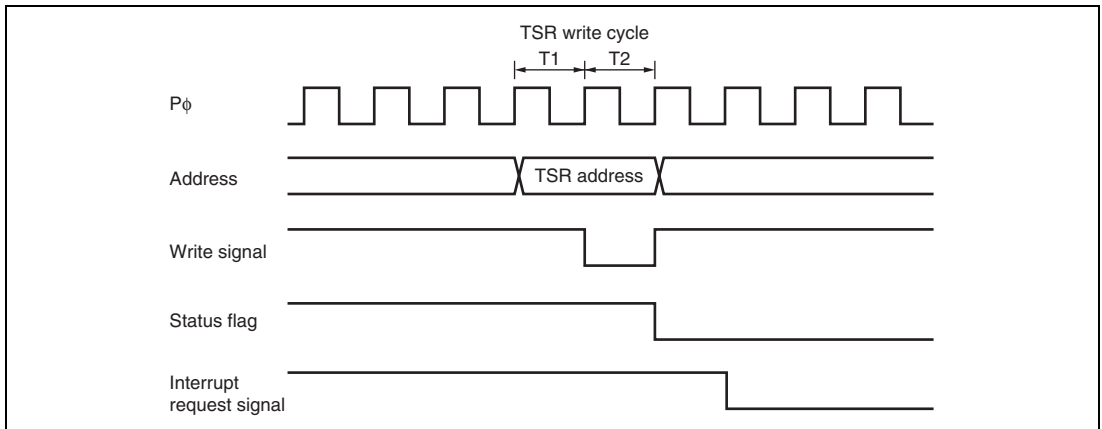 TSR write cycle
T1 T2
Pϕ
Address
TSR address
Write signal
Status flag
Interrupt
request signal